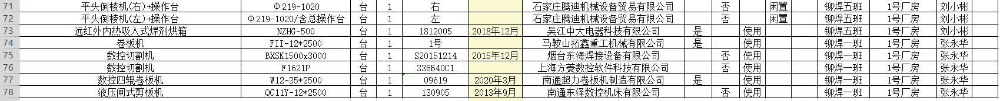 71 平头倒棱机(右)+操作台 Φ219-1020 台 1 右 石家庄腾迪机械设备贸易有限公司 否 闲置 铆焊五班 1号厂房 刘小彬
72 平头倒棱机(左)+操作台 Φ219-1020/含总操作台 台 1 左 石家庄腾迪机械设备贸易有限公司 否 闲置 铆焊五班 1号厂房 刘小彬
73 远红外内热吸入式焊剂烘箱 NZHG-500 台 1 1812005 2018年12月 吴江中大电器科技有限公司 是 使用 铆焊五班 1号厂房 刘小彬
74 卷板机 FII-12*2500 台 1 1号 马鞍山拓鑫重工机械有限公司 是 使用 铆焊一班 1号厂房 张永华
75 数控切割机 BXSK1500x3000 台 1 S20151214 2015年12月 烟台东海焊接设备有限公司 否 使用 铆焊一班 1号厂房 张永华
76 数控切割机 F1621P 台 1 336B40C1 上海方菱数控软件科技有限公司 否 使用 铆焊一班 1号厂房 张永华
77 数控四辊卷板机 W12-35*2500 台 1 09619 2020年3月 南通超力卷板机制造有限公司 是 使用 铆焊一班 1号厂房 张永华
78 液压闸式剪板机 QC11Y-12*2500 台 1 130905 2013年9月 南通东泽数控机床有限公司 否 使用 铆焊一班 1号厂房 张永华